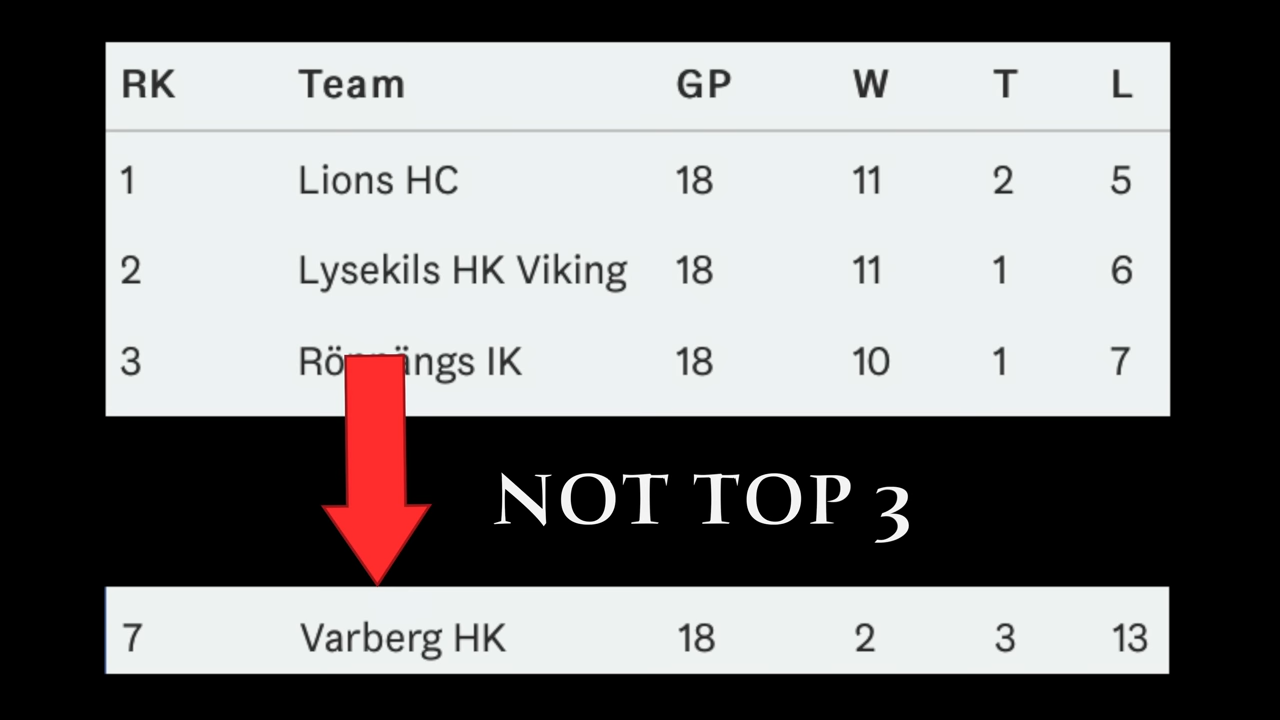 RK Team GP W T L
1 Lions HC 18 11 2 5
2 Lysekils HK Viking 18 11 1 6
3 IK 18 10 1 7
NOT TOP 3
7 Varberg HK 18 2 3 13